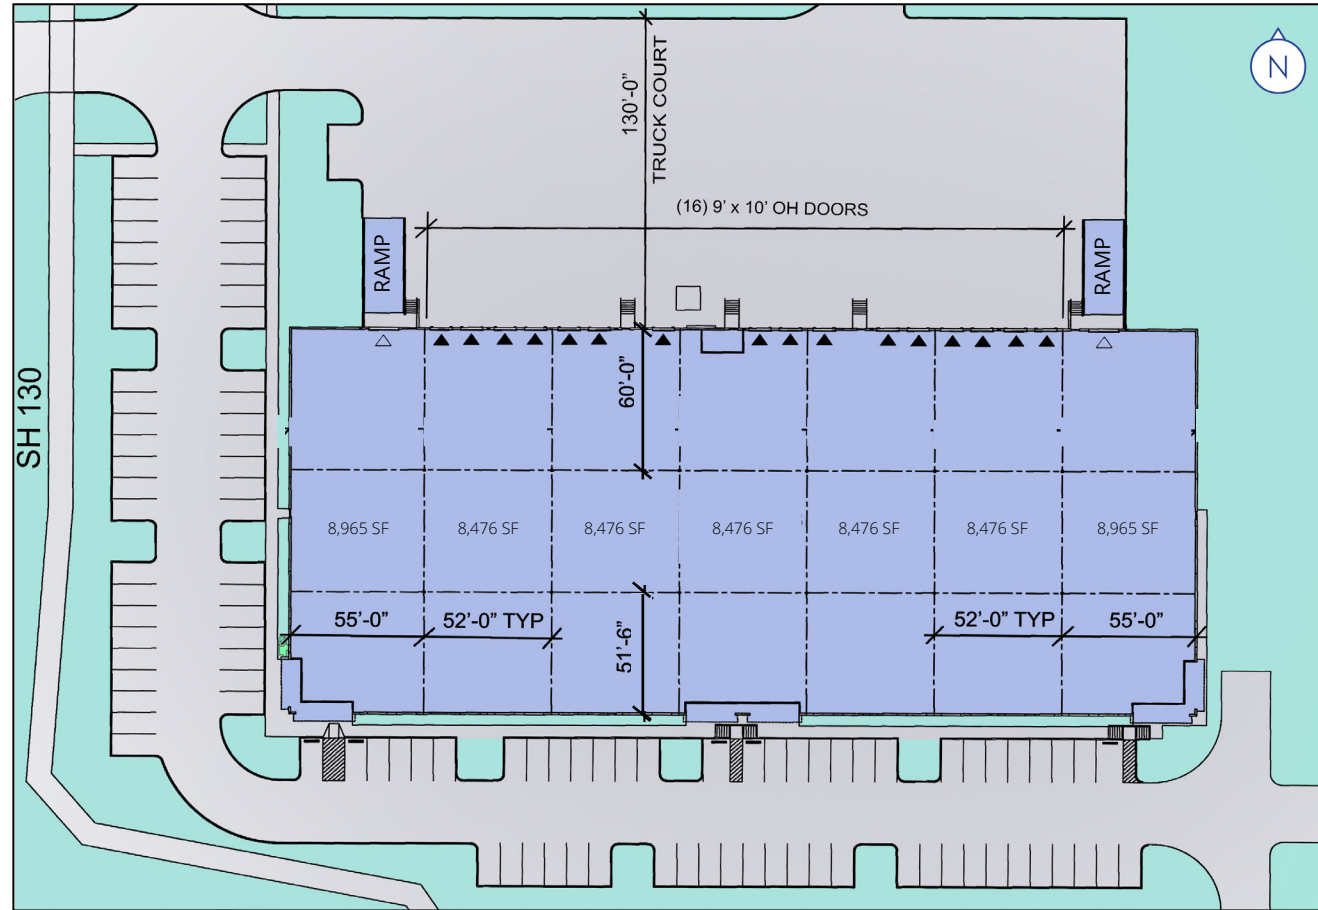 N
130'-0"
TRUCK COURT
(16) 9' x 10' OH DOORS
RAMP
RAMP
60'-0"
SH 130
8,965 SF
8,476 SF
8,476 SF
8,476 SF
8,476 SF
8,476 SF
8,965 SF
55'-0"
52'-0" TYP
51'-6"
52'-0" TYP
55'-0"